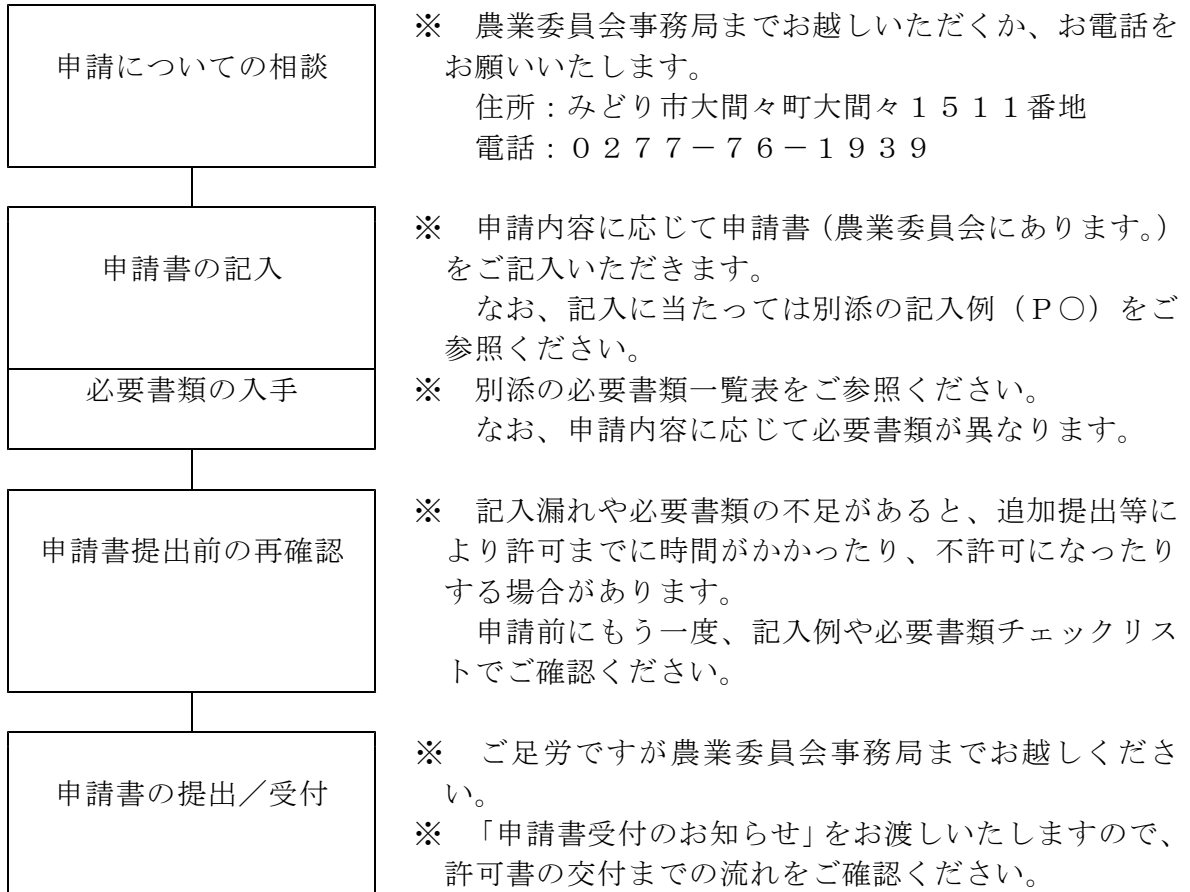 申請についての相談
※　農業委員会事務局までお越しいただくか、お電話を
お願いいたします。
住所：みどり市大間々町大間々１５１１番地
電話：０２７７－７６－１９３９
申請書の記入
※　申請内容に応じて申請書（農業委員会にあります。）
をご記入いただきます。
なお、記入に当たっては別添の記入例（Ｐ○）をご
参照ください。
必要書類の入手
※　別添の必要書類一覧表をご参照ください。
なお、申請内容に応じて必要書類が異なります。
申請書提出前の再確認
※　記入漏れや必要書類の不足があると、追加提出等に
より許可までに時間がかかったり、不許可になったり
する場合があります。
申請前にもう一度、記入例や必要書類チェックリス
トでご確認ください。
申請書の提出／受付
※　ご足労ですが農業委員会事務局までお越しくださ
い。
※　「申請書受付のお知らせ」をお渡しいたしますので、
許可書の交付までの流れをご確認ください。